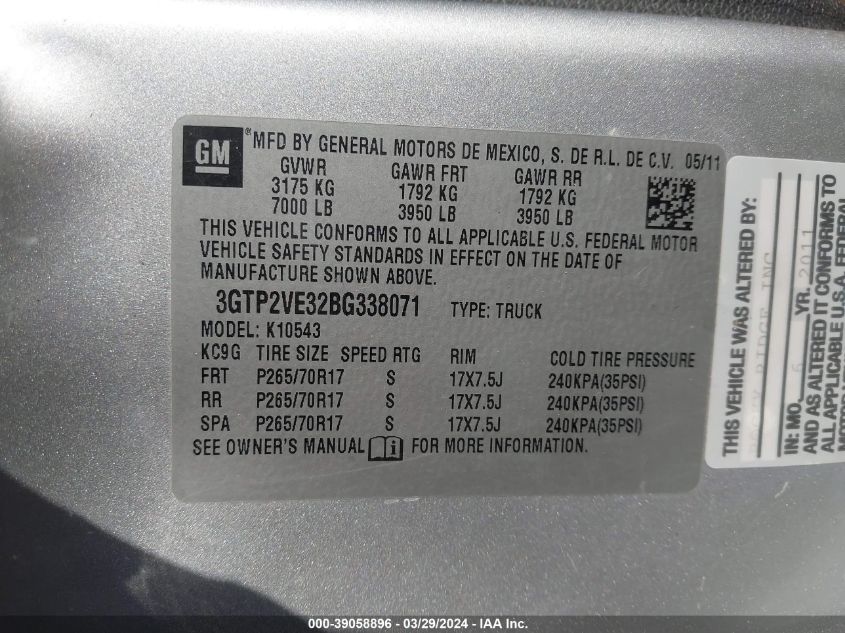 GM
® MFD BY GENERAL MOTORS DE MEXICO, S. DE R.L. DE C.V. 05/11
GVWR GAWR FRT GAWR RR
3175 KG 1792 KG 1792 KG
7000 LB 3950 LB 3950 LB
THIS VEHICLE CONFORMS TO ALL APPLICABLE U.S. FEDERAL MOTOR
VEHICLE SAFETY STANDARDS IN EFFECT ON THE DATE OF
MANUFACTURE SHOWN ABOVE.
3GTP2VE32BG338071 TYPE: TRUCK
MODEL: K10543
KC9G TIRE SIZE SPEED RTG RIM COLD TIRE PRESSURE
FRT P265/70R17 S 17X7.5J 240KPA(35PSI)
RR P265/70R17 S 17X7.5J 240KPA(35PSI)
SPA P265/70R17 S 17X7.5J 240KPA(35PSI)
SEE OWNER'S MANUAL i FOR MORE INFORMATION.
THIS VEHICLE WAS ALTERED BY:
RIDGE INC
IN: MO. 6 YR. 2011
AND AS ALTERED IT CONFORMS TO
ALL APPLICABLE U.S.A. FEDERAL
000-39058896 - 03/29/2024 - IAA Inc.